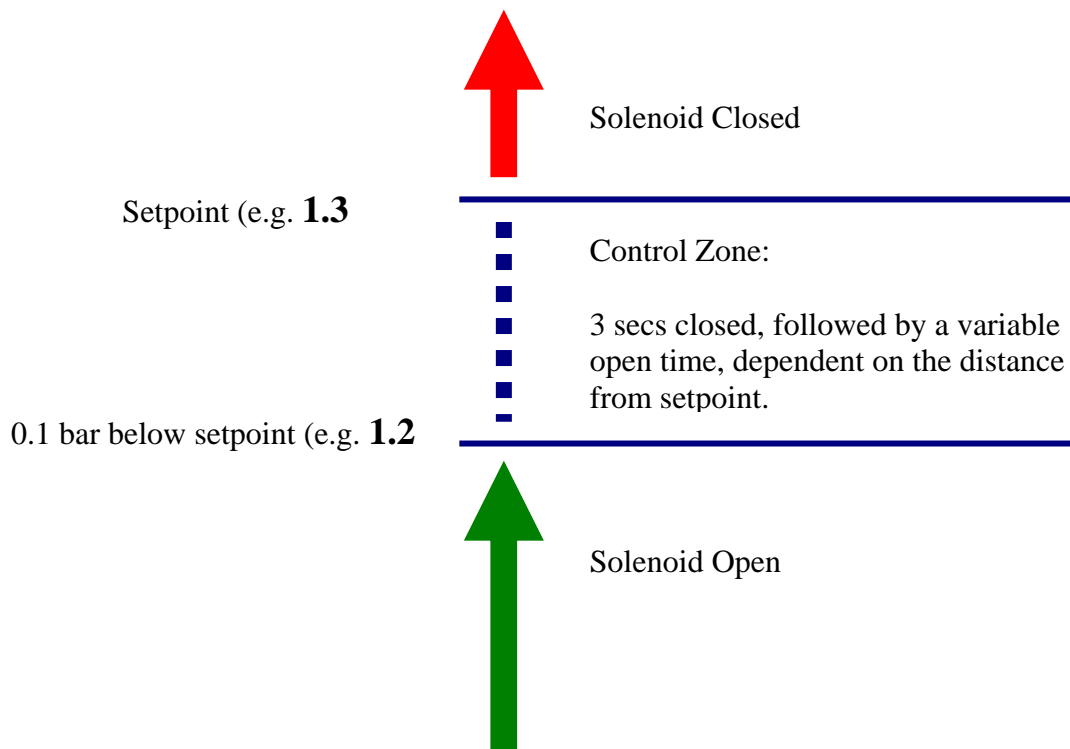 Solenoid Closed
Setpoint (e.g. 1.3
Control Zone:
3 secs closed, followed by a variable
open time, dependent on the distance
from setpoint.
0.1 bar below setpoint (e.g. 1.2
Solenoid Open